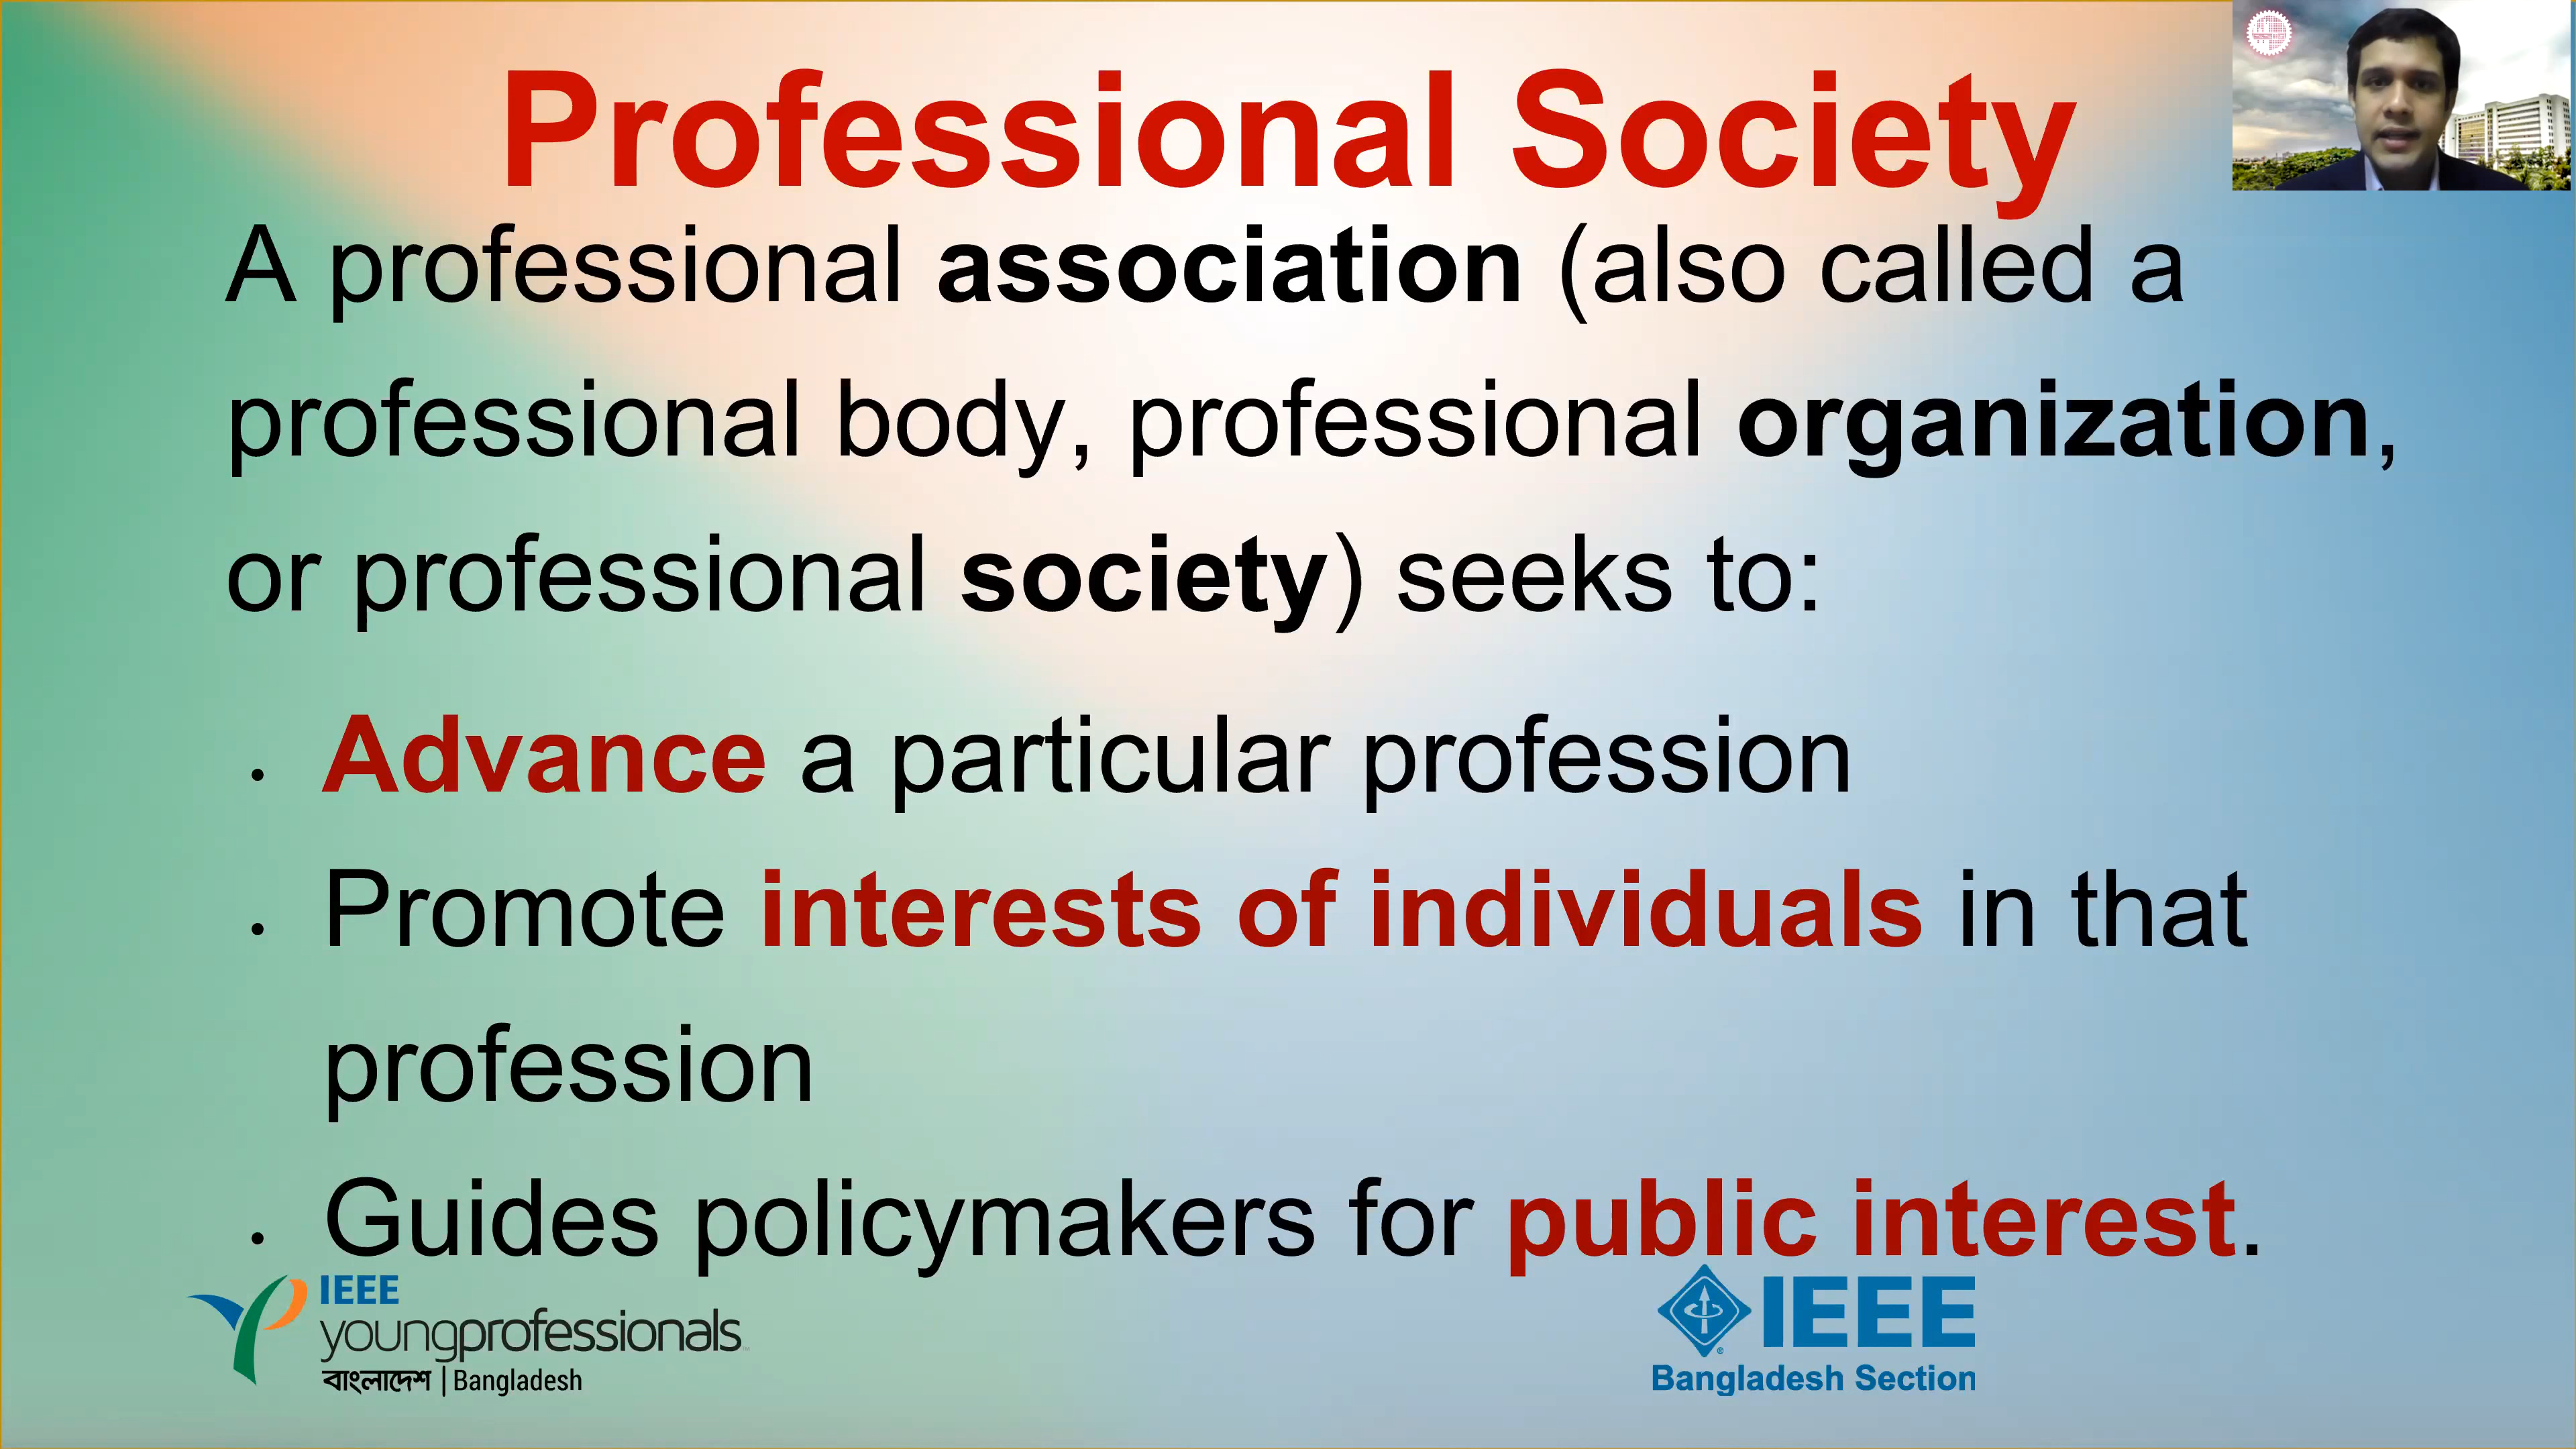 Professional Society
A professional association (also called a
professional body, professional organization,
or professional society) seeks to:
• Advance a particular profession
• Promote interests of individuals in that
profession
• Guides policymakers for public interest.
IEEE
youngprofessionals
বাংলাদেশ | Bangladesh
IEEE
Bangladesh Section